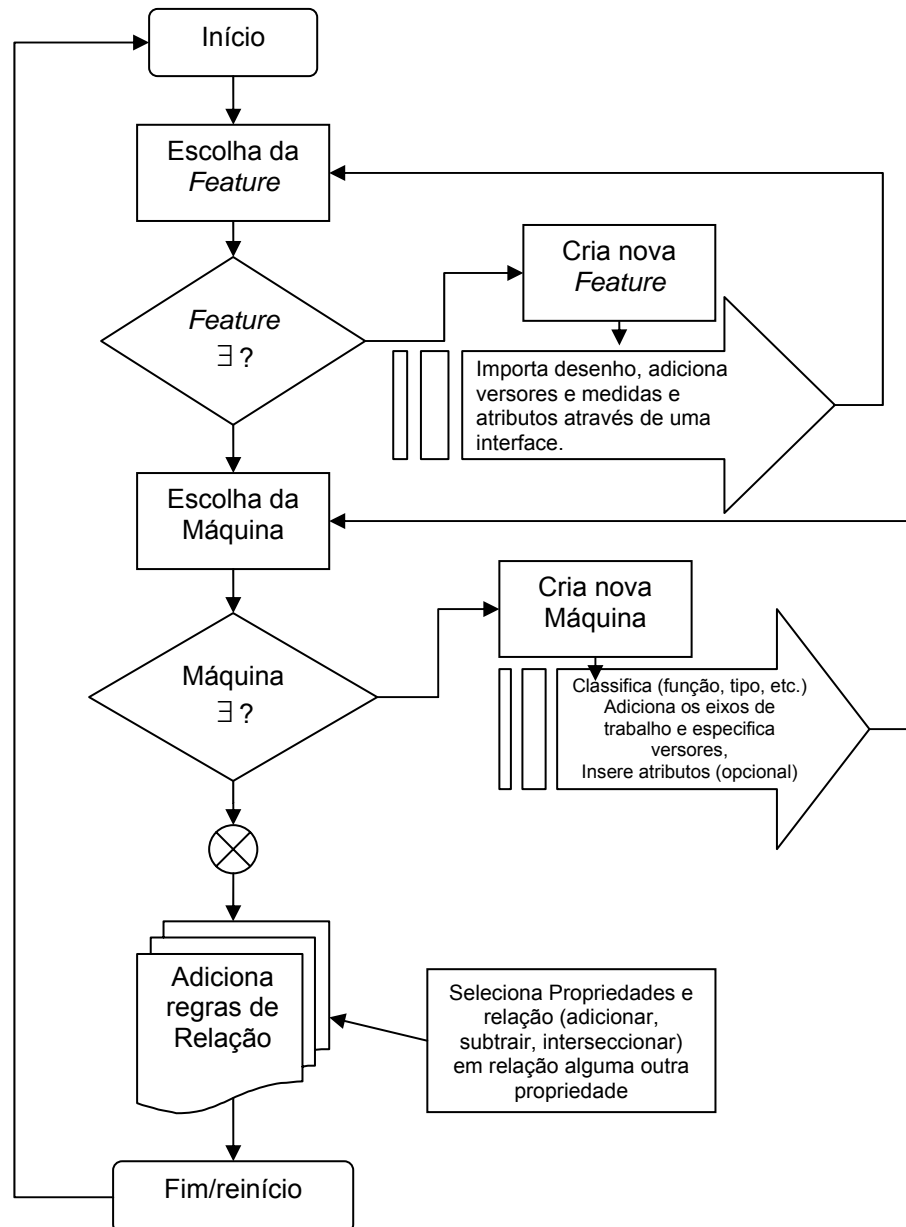 Início
Escolha da
Feature
Feature
∃ ?
Cria nova
Feature
Importa desenho, adiciona
versores e medidas e
atributos através de uma
interface.
Escolha da
Máquina
Máquina
∃ ?
Cria nova
Máquina
Classifica (função, tipo, etc.)
Adiciona os eixos de
trabalho e especifica
versores,
Insere atributos (opcional)
Adiciona
regras de
Relação
Seleciona Propriedades e
relação (adicionar,
subtrair, interseccionar)
em relação alguma outra
propriedade
Fim/reinício